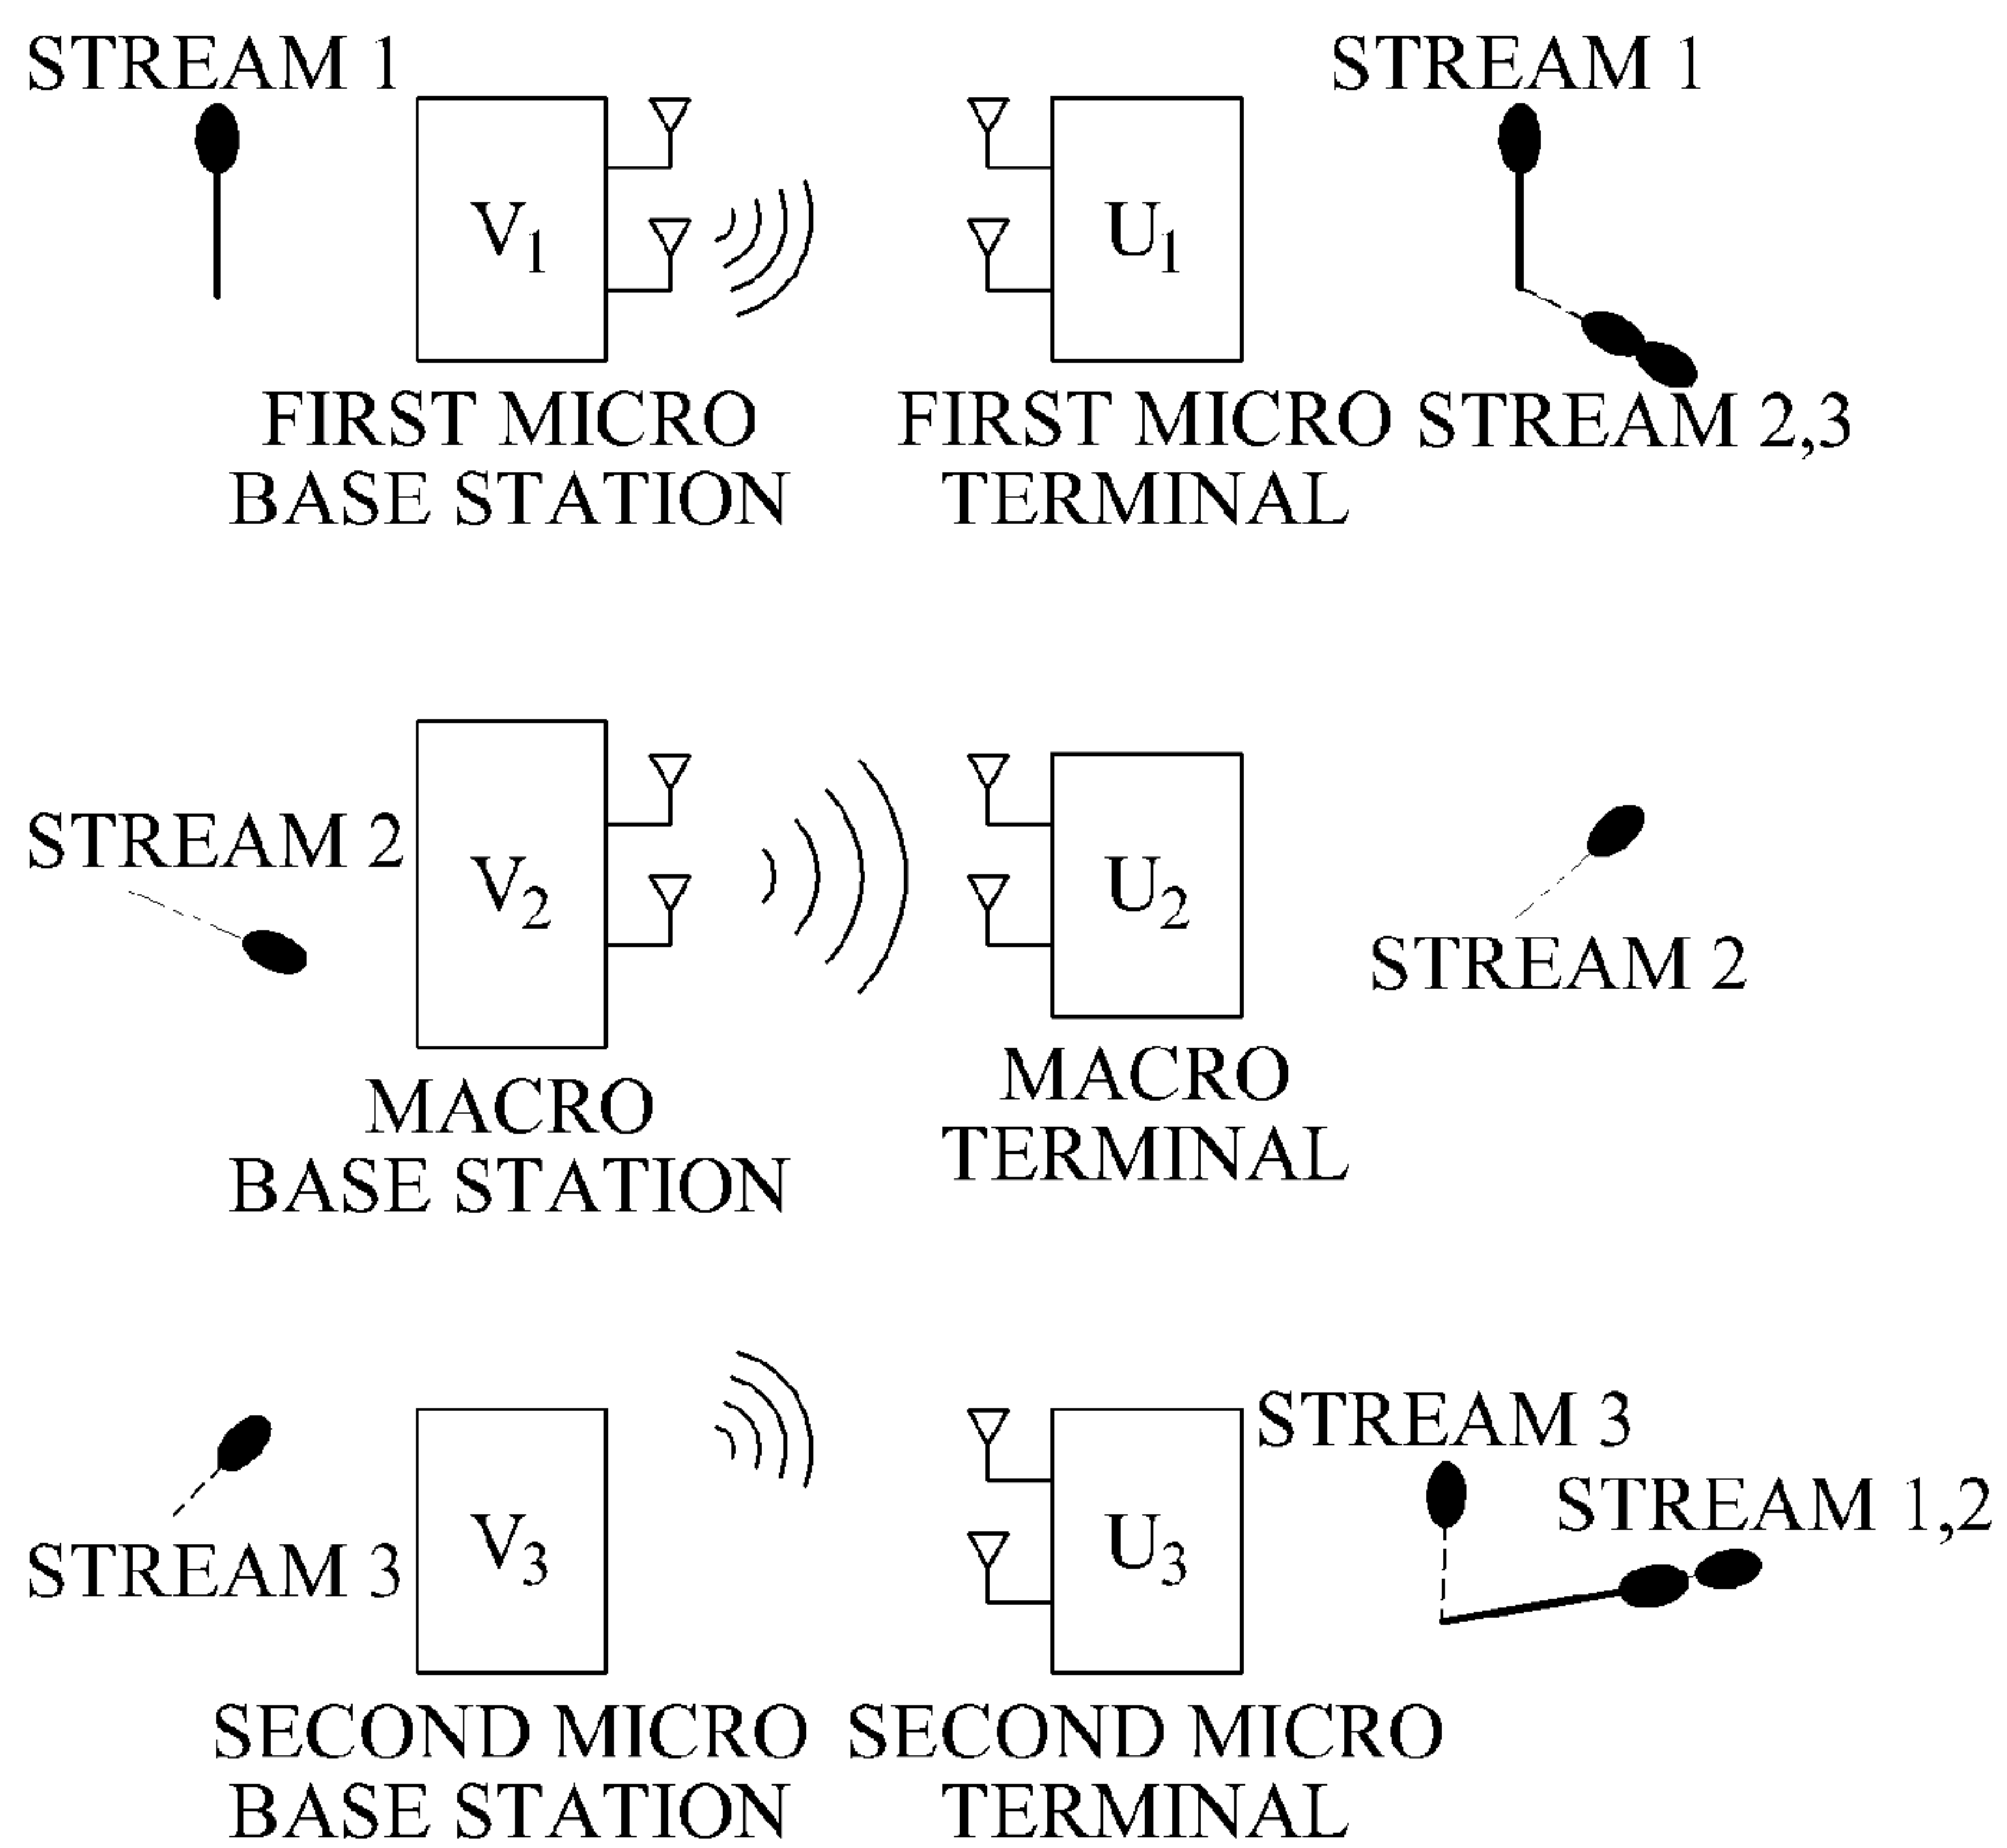 STREAM 1
STREAM 1
V1
U1
FIRST MICRO
BASE STATION
FIRST MICRO
TERMINAL
STREAM 2,3
STREAM 2
V2
U2
STREAM 2
MACRO
BASE STATION
MACRO
TERMINAL
STREAM 3
V3
U3
STREAM 3
STREAM 1,2
SECOND MICRO
BASE STATION
SECOND MICRO
TERMINAL